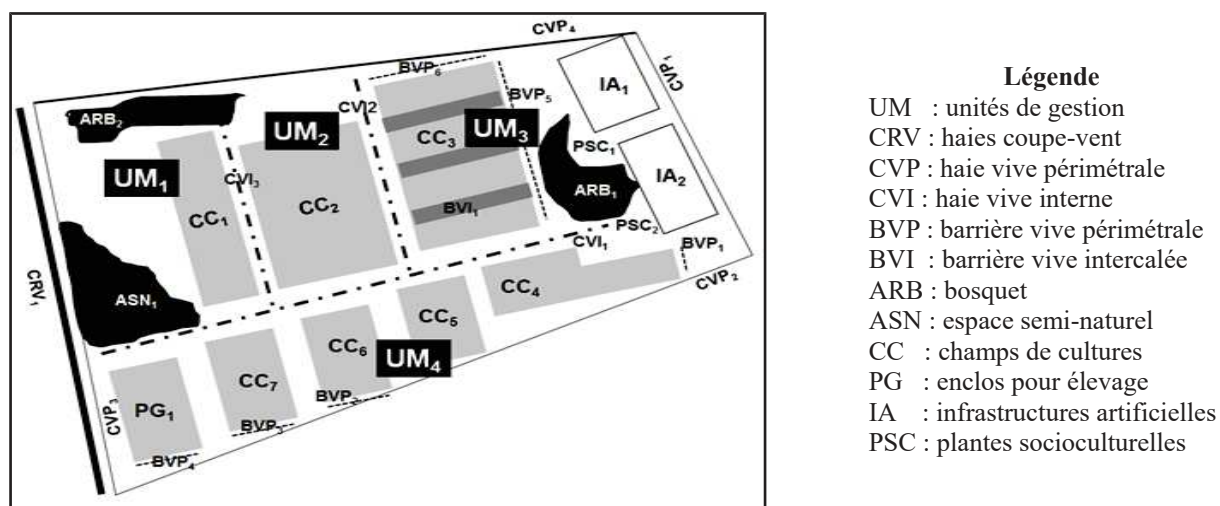 CVP4
CVP1
BVP6
IA1
CVI2
BVP5
ARB2
UM2
UM3
CC3
PSC1
UM1
CVI3
IA2
ARB1
CC2
CC1
BVI1
PSC2
CVI1
BVP1
CRV1
ASN1
CC4
CVP2
CC5
CC6
UM4
CC7
PG1
CVP3
BVP2
BVP3
BVP4
Légende
UM : unités de gestion
CRV : haies coupe-vent
CVP : haie vive périmétrale
CVI : haie vive interne
BVP : barrière vive périmétrale
BVI : barrière vive intercalée
ARB : bosquet
ASN : espace semi-naturel
CC : champs de cultures
PG : enclos pour élevage
IA : infrastructures artificielles
PSC : plantes socioculturelles